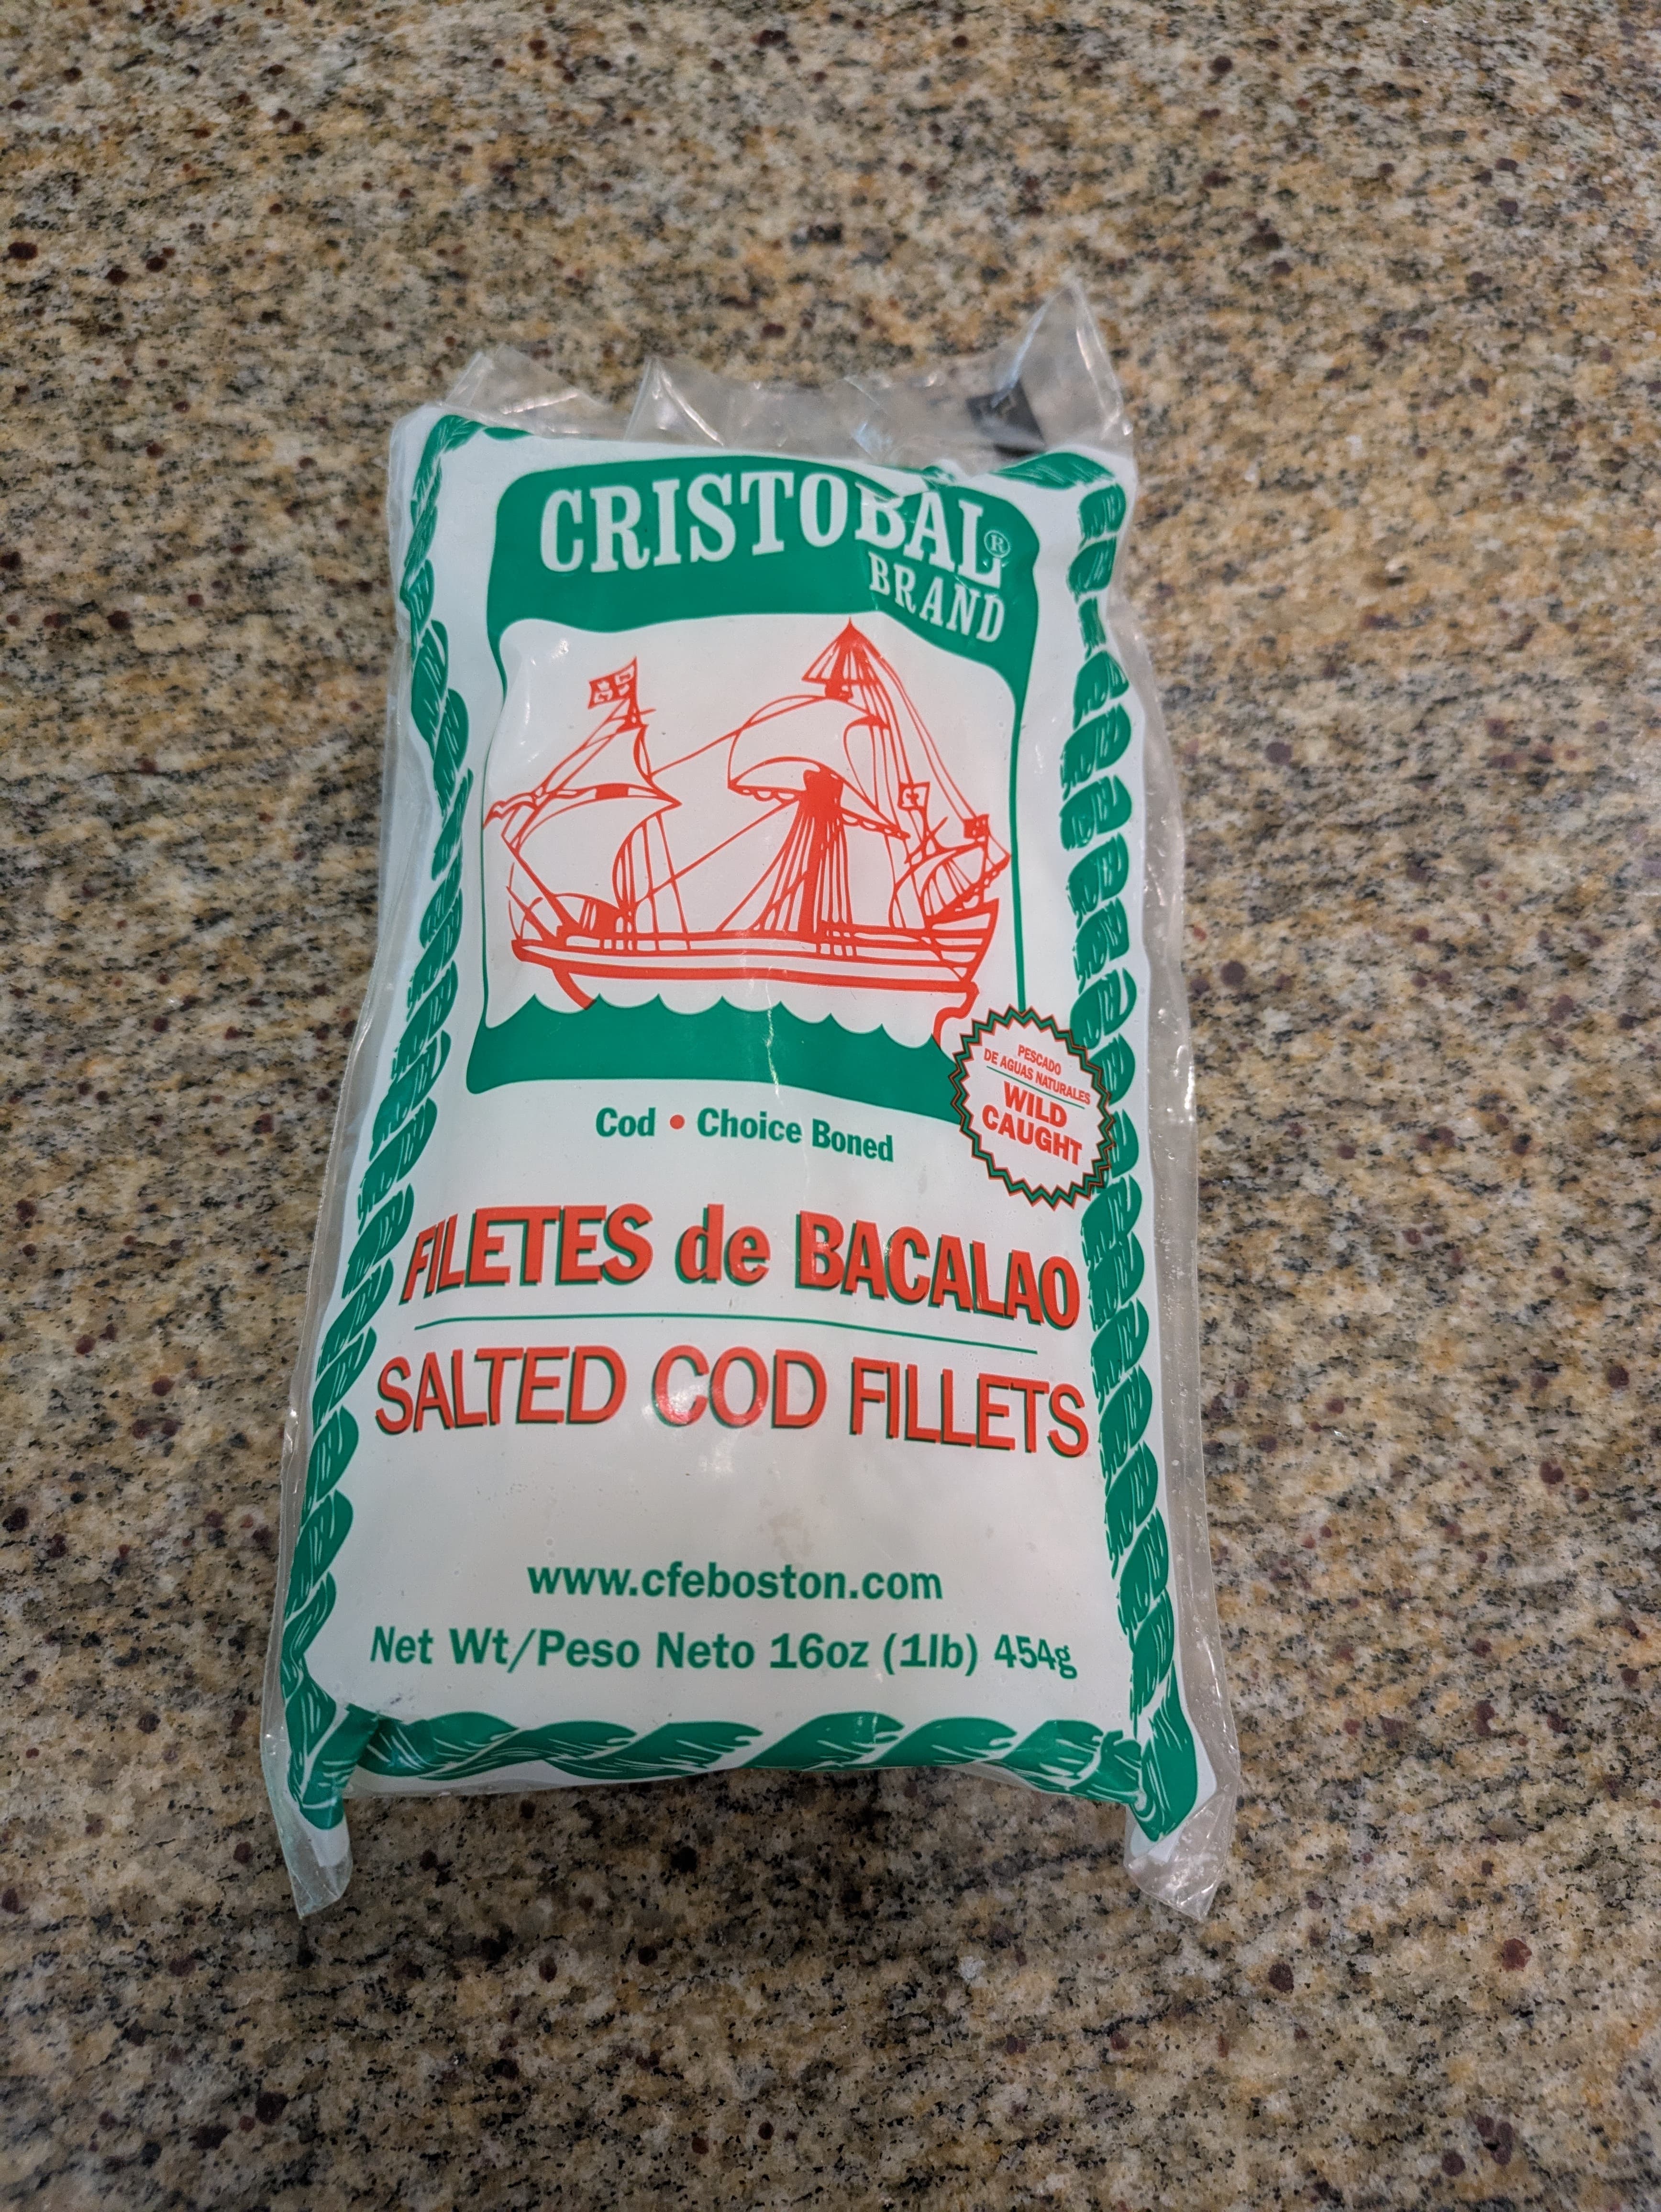 CRISTOBAL®
BRAND
PESCADO
DE AGUAS NATURALES
WILD
CAUGHT
Cod • Choice Boned
FILETES de BACALAO
SALTED COD FILLETS
www.cfeboston.com
Net Wt/Peso Neto 16oz (1lb) 454g